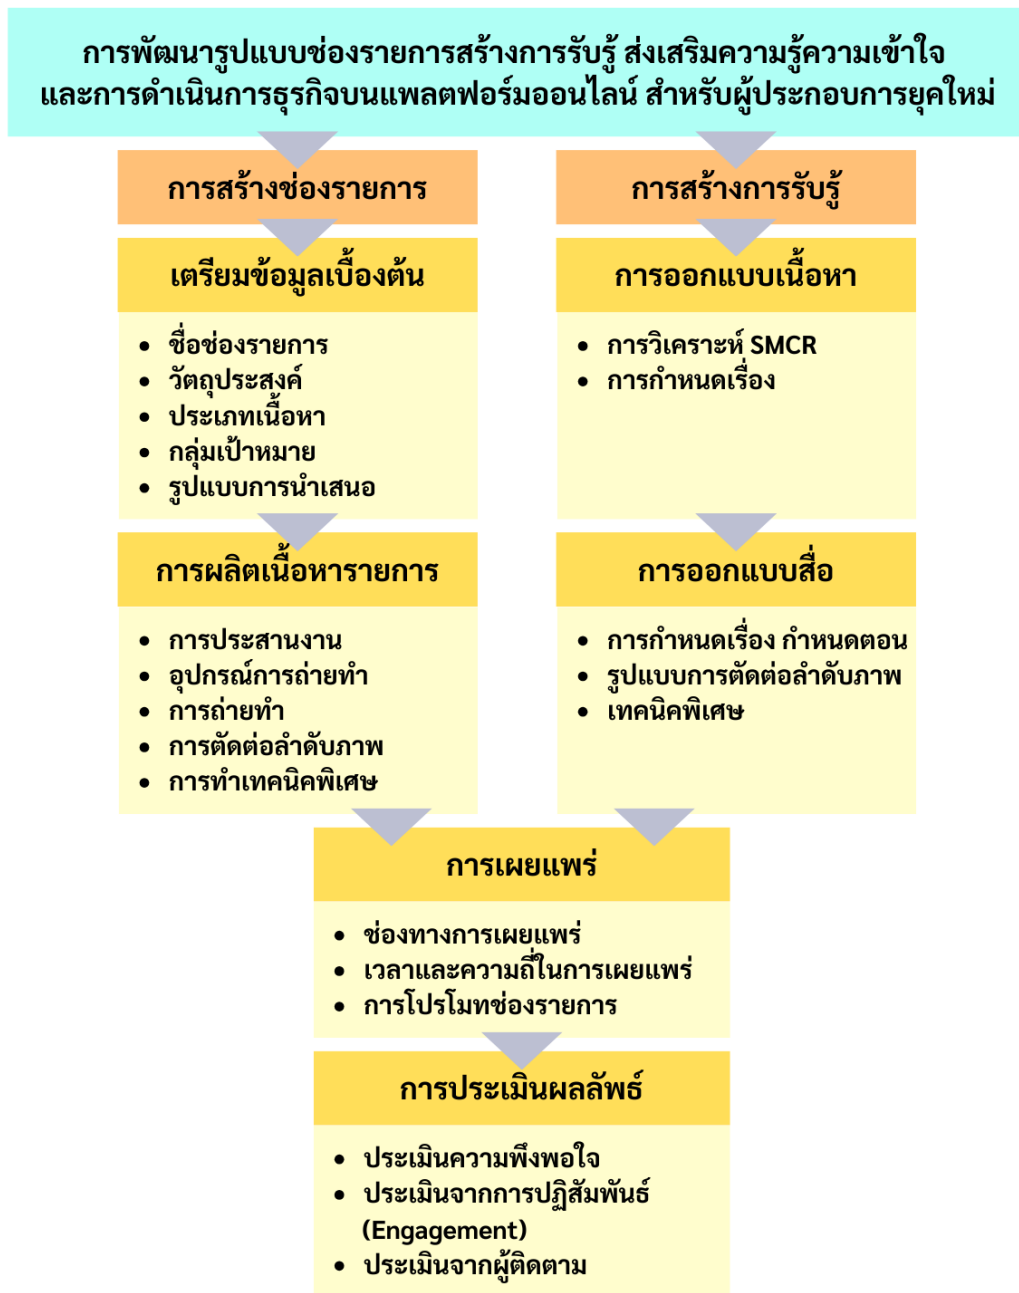 การพัฒนารูปแบบช่องรายการสร้างการรับรู้ ส่งเสริมความรู้ความเข้าใจ
และการดำเนินการธุรกิจบนแพลตฟอร์มออนไลน์ สำหรับผู้ประกอบการยุคใหม่
การสร้างช่องรายการ
เตรียมข้อมูลเบื้องต้น
• ชื่อช่องรายการ
• วัตถุประสงค์
• ประเภทเนื้อหา
• กลุ่มเป้าหมาย
• รูปแบบการนำเสนอ
การผลิตเนื้อหารายการ
• การประสานงาน
• อุปกรณ์การถ่ายทำ
• การถ่ายทำ
• การตัดต่อลำดับภาพ
• การทำเทคนิคพิเศษ
การสร้างการรับรู้
การออกแบบเนื้อหา
• การวิเคราะห์ SMCR
• การกำหนดเรื่อง
การออกแบบสื่อ
• การกำหนดเรื่อง กำหนดตอน
• รูปแบบการตัดต่อลำดับภาพ
• เทคนิคพิเศษ
การเผยแพร่
• ช่องทางการเผยแพร่
• เวลาและความถี่ในการเผยแพร่
• การโปรโมทช่องรายการ
การประเมินผลลัพธ์
• ประเมินความพึงพอใจ
• ประเมินจากการปฏิสัมพันธ์
(Engagement)
• ประเมินจากผู้ติดตาม